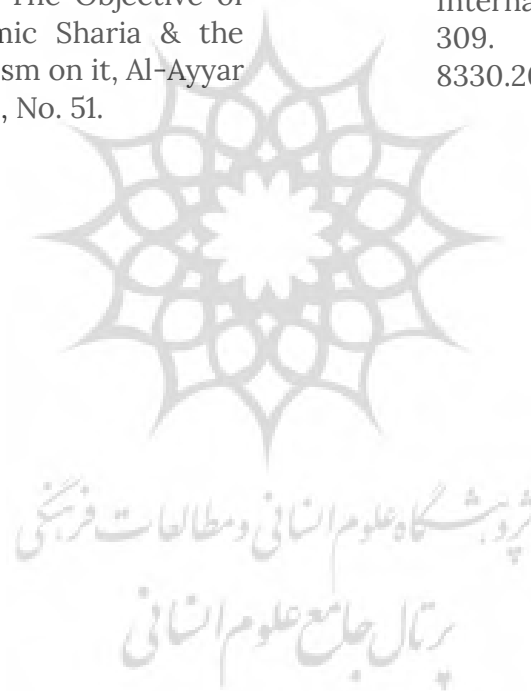 The Objective of
mic Sharia & the
sm on it, Al-Ayyar
, No. 51.
309.
8330.20
پژوهشگاه علوم انسانی و مطالعات فرهنگی
پرتال جامع علوم انسانی